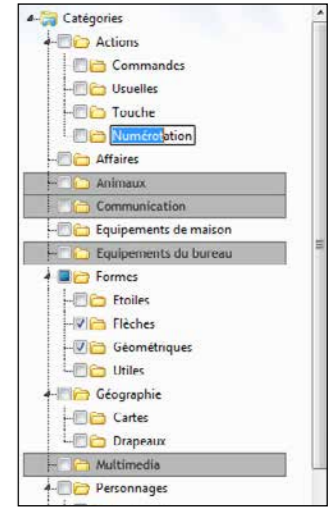 Catégories
Actions
Commandes
Usuelles
Touche
Numérotation
Affaires
Animaux
Communication
Equipements de maison
Equipements du bureau
Formes
Etoiles
Flèches
Géométriques
Utiles
Géographie
Cartes
Drapeaux
Multimedia
Personnages